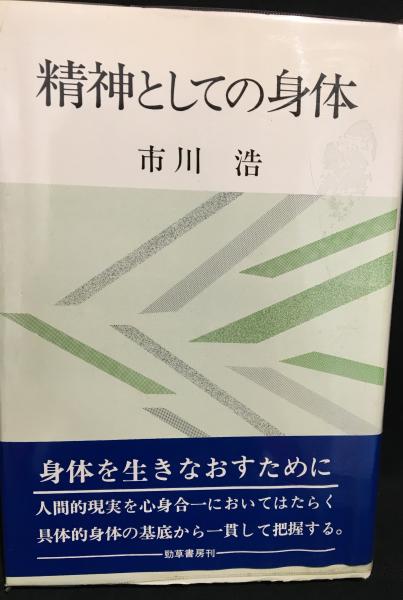 精神としての身体
市川 浩
身体を生きなおすために
人間的現実を心身合一においてはたらく
具体的身体の基底から一貫して把握する。
勁草書房刊